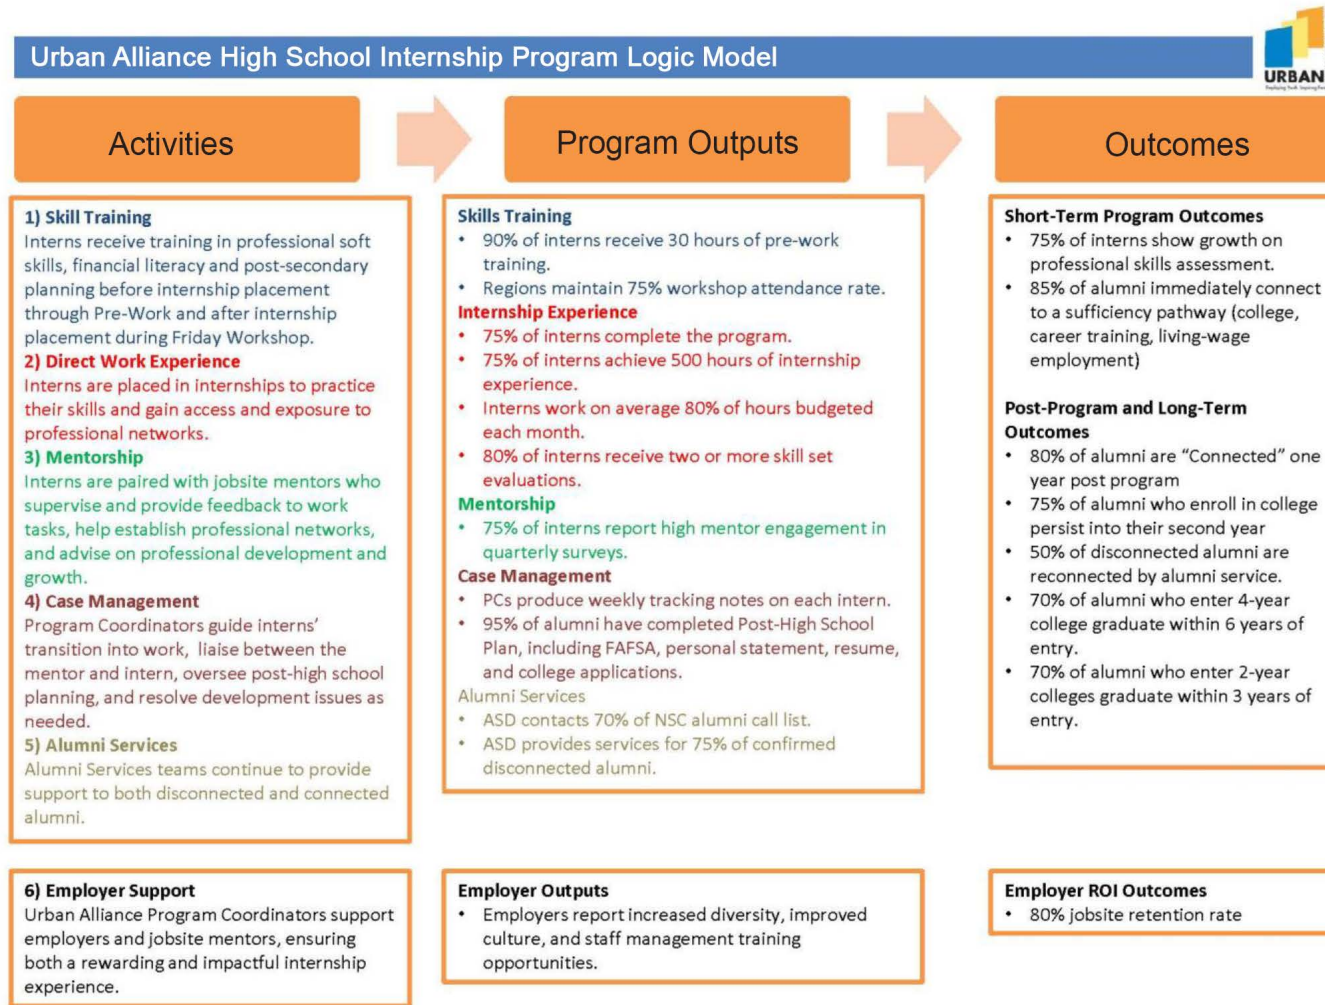 Urban Alliance High School Internship Program Logic Model
URBAN
Activities
Program Outputs
Outcomes
1) Skill Training
Interns receive training in professional soft
skills, financial literacy and post-secondary
planning before internship placement
through Pre-Work and after internship
placement during Friday Workshop.
2) Direct Work Experience
Interns are placed in internships to practice
their skills and gain access and exposure to
professional networks.
3) Mentorship
Interns are paired with jobsite mentors who
supervise and provide feedback to work
tasks, help establish professional networks,
and advise on professional development and
growth.
4) Case Management
Program Coordinators guide interns'
transition into work, liaise between the
mentor and intern, oversee post-high school
planning, and resolve development issues as
needed.
5) Alumni Services
Alumni Services teams continue to provide
support to both disconnected and connected
alumni.
Skills Training
• 90% of interns receive 30 hours of pre-work
training.
• Regions maintain 75% workshop attendance rate.
Internship Experience
• 75% of interns complete the program.
• 75% of interns achieve 500 hours of internship
experience.
• Interns work on average 80% of hours budgeted
each month.
• 80% of interns receive two or more skill set
evaluations.
Mentorship
• 75% of interns report high mentor engagement in
quarterly surveys.
Case Management
• PCs produce weekly tracking notes on each intern.
• 95% of alumni have completed Post-High School
Plan, including FAFSA, personal statement, resume,
and college applications.
Alumni Services
• ASD contacts 70% of NSC alumni call list.
• ASD provides services for 75% of confirmed
disconnected alumni.
Short-Term Program Outcomes
• 75% of interns show growth on
professional skills assessment.
• 85% of alumni immediately connect
to a sufficiency pathway (college,
career training, living-wage
employment)
Post-Program and Long-Term
Outcomes
• 80% of alumni are "Connected" one
year post program
• 75% of alumni who enroll in college
persist into their second year
• 50% of disconnected alumni are
reconnected by alumni service.
• 70% of alumni who enter 4-year
college graduate within 6 years of
entry.
• 70% of alumni who enter 2-year
colleges graduate within 3 years of
entry.
6) Employer Support
Urban Alliance Program Coordinators support
employers and jobsite mentors, ensuring
both a rewarding and impactful internship
experience.
Employer Outputs
• Employers report increased diversity, improved
culture, and staff management training
opportunities.
Employer ROI Outcomes
• 80% jobsite retention rate